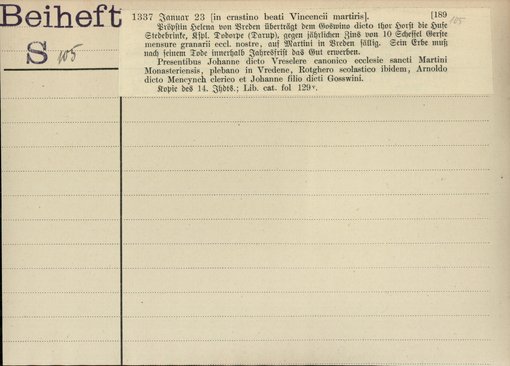 Beiheft
S 105
1337 Januar 23 [in crastino beati Vincencii martiris]. [189
105
Pröpstin Helena von Vreden überträgt dem Goswino dicto thor Horst die Hufe
Stedebrinke, Kspl. Dodorpe (Darup), gegen jährlichen Zins von 10 Scheffel Gerste
mensure granarii eccl. nostre, auf Martini in Vreden fällig. Sein Erbe muß
nach seinem Tode innerhalb Jahresfrist das Gut erwerben.
Presentibus Johanne dicto Vreselere canonico ecclesie sancti Martini
Monasteriensis, plebano in Vredene, Rotghero scolastico ibidem, Arnoldo
dicto Mencynch clerico et Johanne filio dicti Gosswini.
Kopie des 14. Jhdts.; Lib. cat. fol 129v.